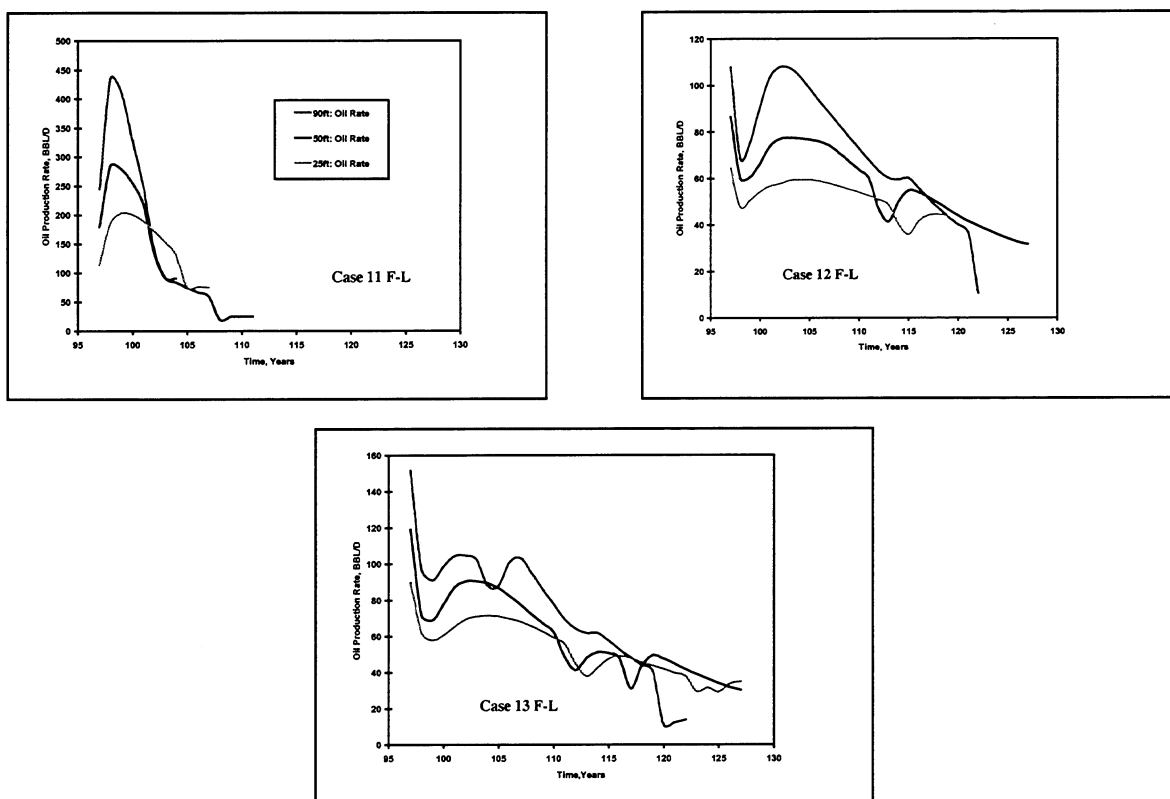 500
450
400
350
300
250
200
150
100
50
0
95 100 105 110 115 120 125 130
Oil Production Rate, BBL/D
Time, Years
90ft: Oil Rate
50ft: Oil Rate
25ft: Oil Rate
Case 11 F-L
120
100
80
60
40
20
0
95 100 105 110 115 120 125 130
Oil Production Rate, BBL/D
Time, Years
Case 12 F-L
160
140
120
100
80
60
40
20
0
95 100 105 110 115 120 125 130
Oil Production Rate, BBL/D
Time,Years
Case 13 F-L